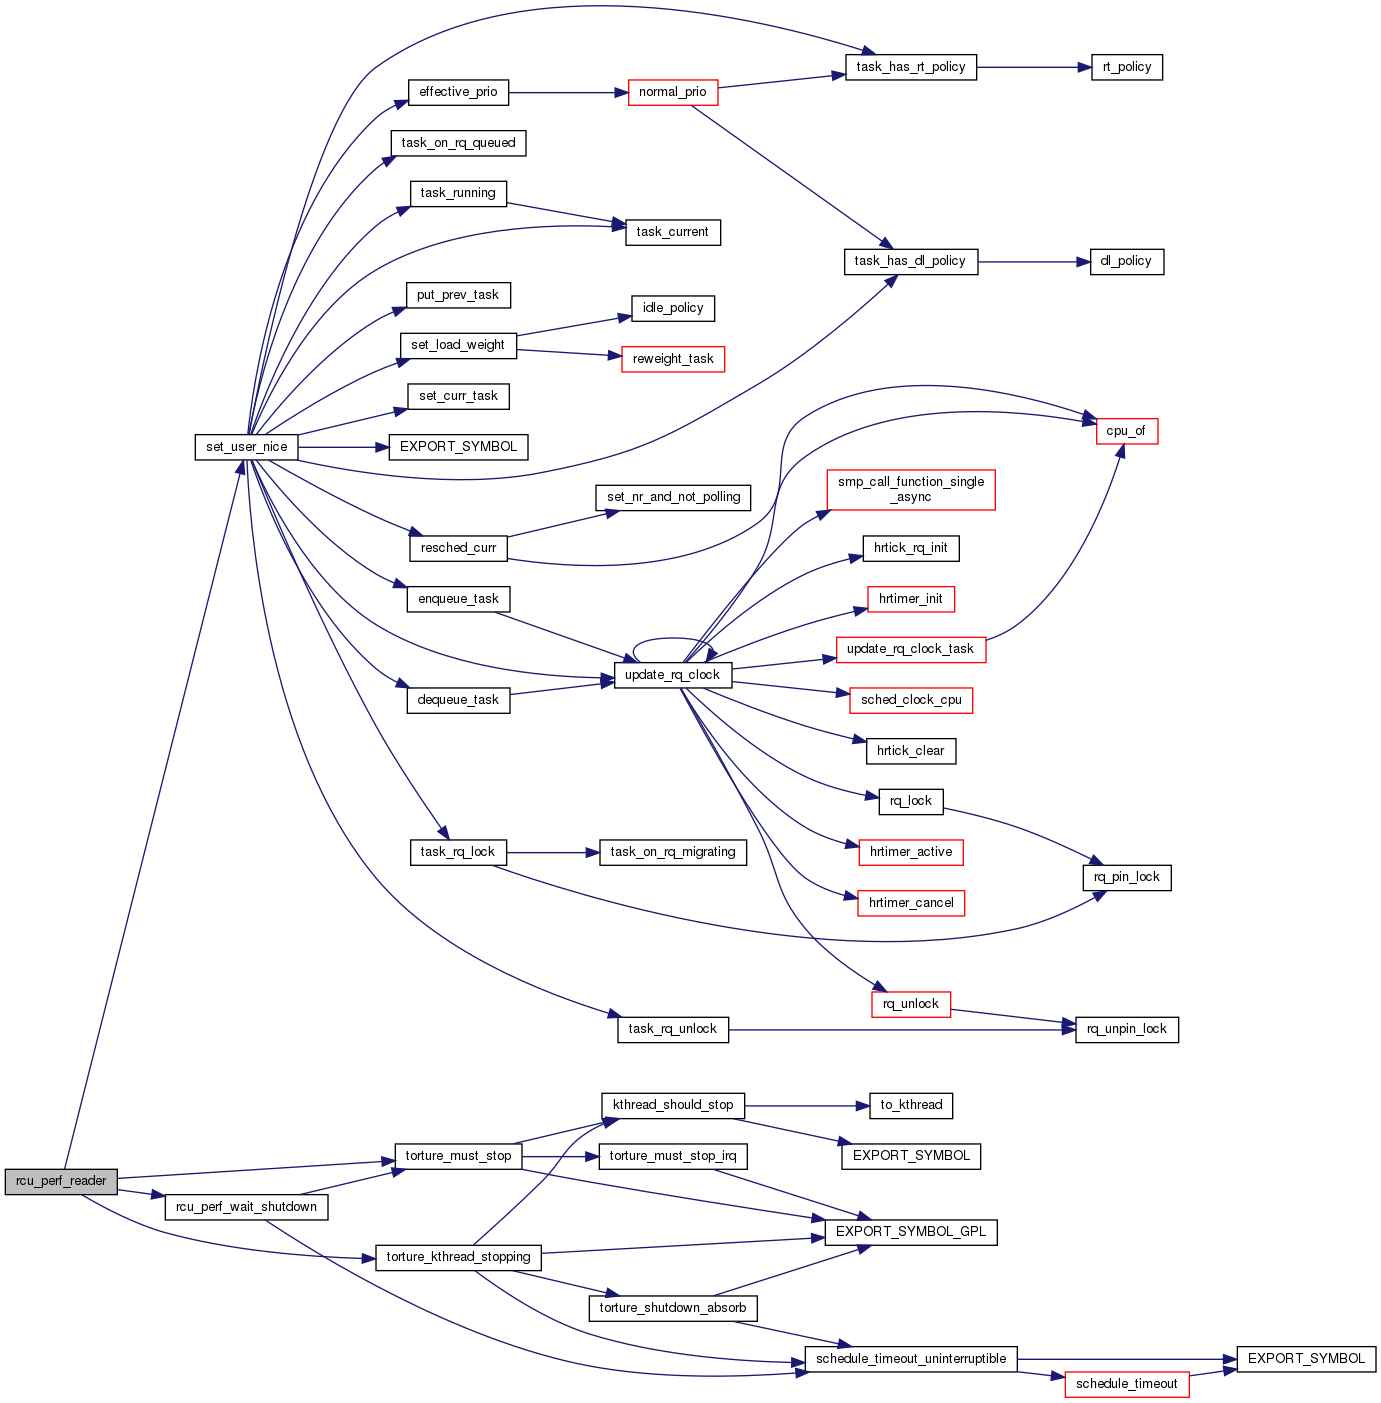 task_has_rt_policy
rt_policy
effective_prio
normal_prio
task_on_rq_queued
task_running
task_current
task_has_dl_policy
dl_policy
put_prev_task
idle_policy
set_load_weight
reweight_task
set_curr_task
cpu_of
set_user_nice
EXPORT_SYMBOL
smp_call_function_single
_async
set_nr_and_not_polling
resched_curr
hrtick_rq_init
enqueue_task
hrtimer_init
update_rq_clock_task
update_rq_clock
dequeue_task
sched_clock_cpu
hrtick_clear
rq_lock
task_rq_lock
task_on_rq_migrating
hrtimer_active
rq_pin_lock
hrtimer_cancel
rq_unlock
task_rq_unlock
rq_unpin_lock
kthread_should_stop
to_kthread
torture_must_stop
torture_must_stop_irq
EXPORT_SYMBOL
rcu_perf_reader
rcu_perf_wait_shutdown
EXPORT_SYMBOL_GPL
torture_kthread_stopping
torture_shutdown_absorb
schedule_timeout_uninterruptible
EXPORT_SYMBOL
schedule_timeout